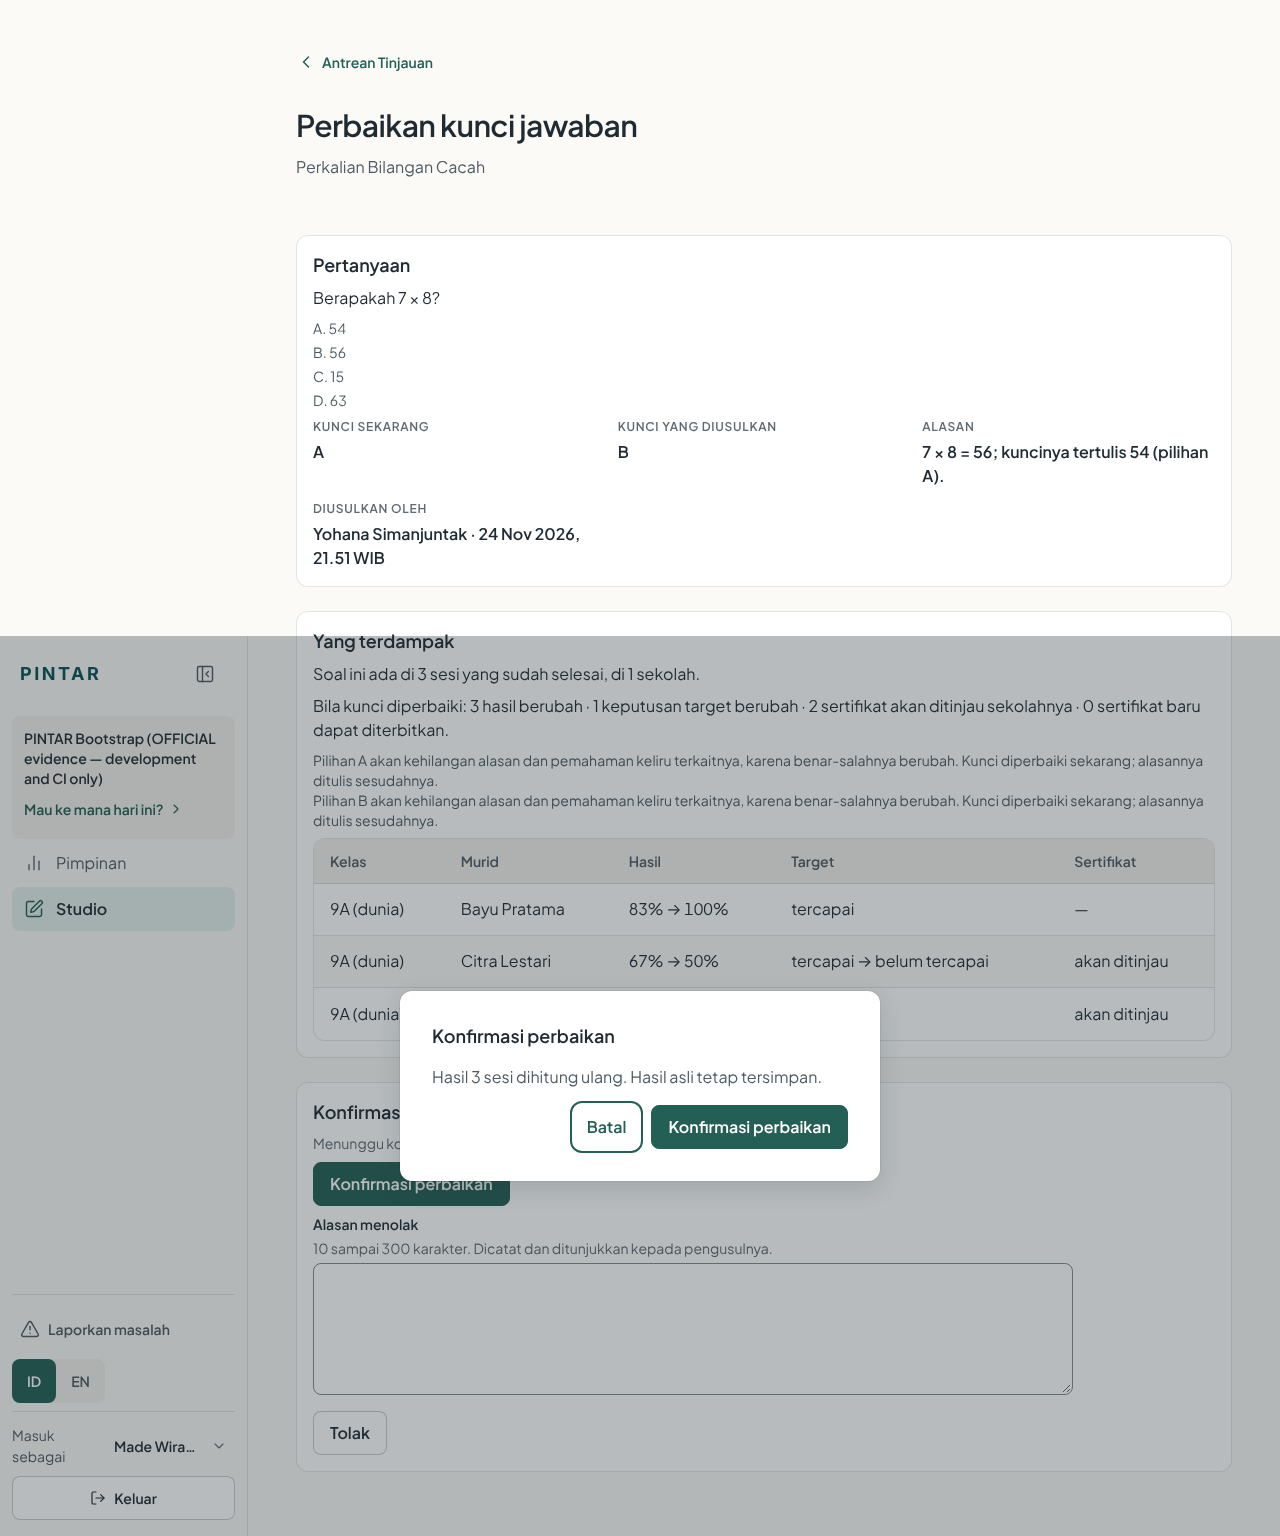 Antrean Tinjauan
Perbaikan kunci jawaban
Perkalian Bilangan Cacah
Pertanyaan
Berapakah 7 × 8?
A. 54
B. 56
C. 15
D. 63
KUNCI SEKARANG
A
KUNCI YANG DIUSULKAN
B
ALASAN
7 × 8 = 56; kuncinya tertulis 54 (pilihan
A).
DIUSULKAN OLEH
Yohana Simanjuntak · 24 Nov 2026,
21.51 WIB
PINTAR
PINTAR Bootstrap (OFFICIAL
evidence — development
and CI only)
Mau ke mana hari ini?
Pimpinan
Studio
Laporkan masalah
ID
EN
Masuk
sebagai
Made Wira...
Keluar
Yang terdampak
Soal ini ada di 3 sesi yang sudah selesai, di 1 sekolah.
Bila kunci diperbaiki: 3 hasil berubah · 1 keputusan target berubah · 2 sertifikat akan ditinjau sekolahnya · 0 sertifikat baru
dapat diterbitkan.
Pilihan A akan kehilangan alasan dan pemahaman keliru terkaitnya, karena benar-salahnya berubah. Kunci diperbaiki sekarang; alasannya
ditulis sesudahnya.
Pilihan B akan kehilangan alasan dan pemahaman keliru terkaitnya, karena benar-salahnya berubah. Kunci diperbaiki sekarang; alasannya
ditulis sesudahnya.
Kelas Murid Hasil Target Sertifikat
9A (dunia) Bayu Pratama 83% → 100% tercapai —
9A (dunia) Citra Lestari 67% → 50% tercapai → belum tercapai akan ditinjau
9A (dunia akan ditinjau
Konfirmasi perbaikan
Hasil 3 sesi dihitung ulang. Hasil asli tetap tersimpan.
Batal
Konfirmasi perbaikan
Konfirmas
Menunggu
Konfirmasi perbaikan
Alasan menolak
10 sampai 300 karakter. Dicatat dan ditunjukkan kepada pengusulnya.
Tolak